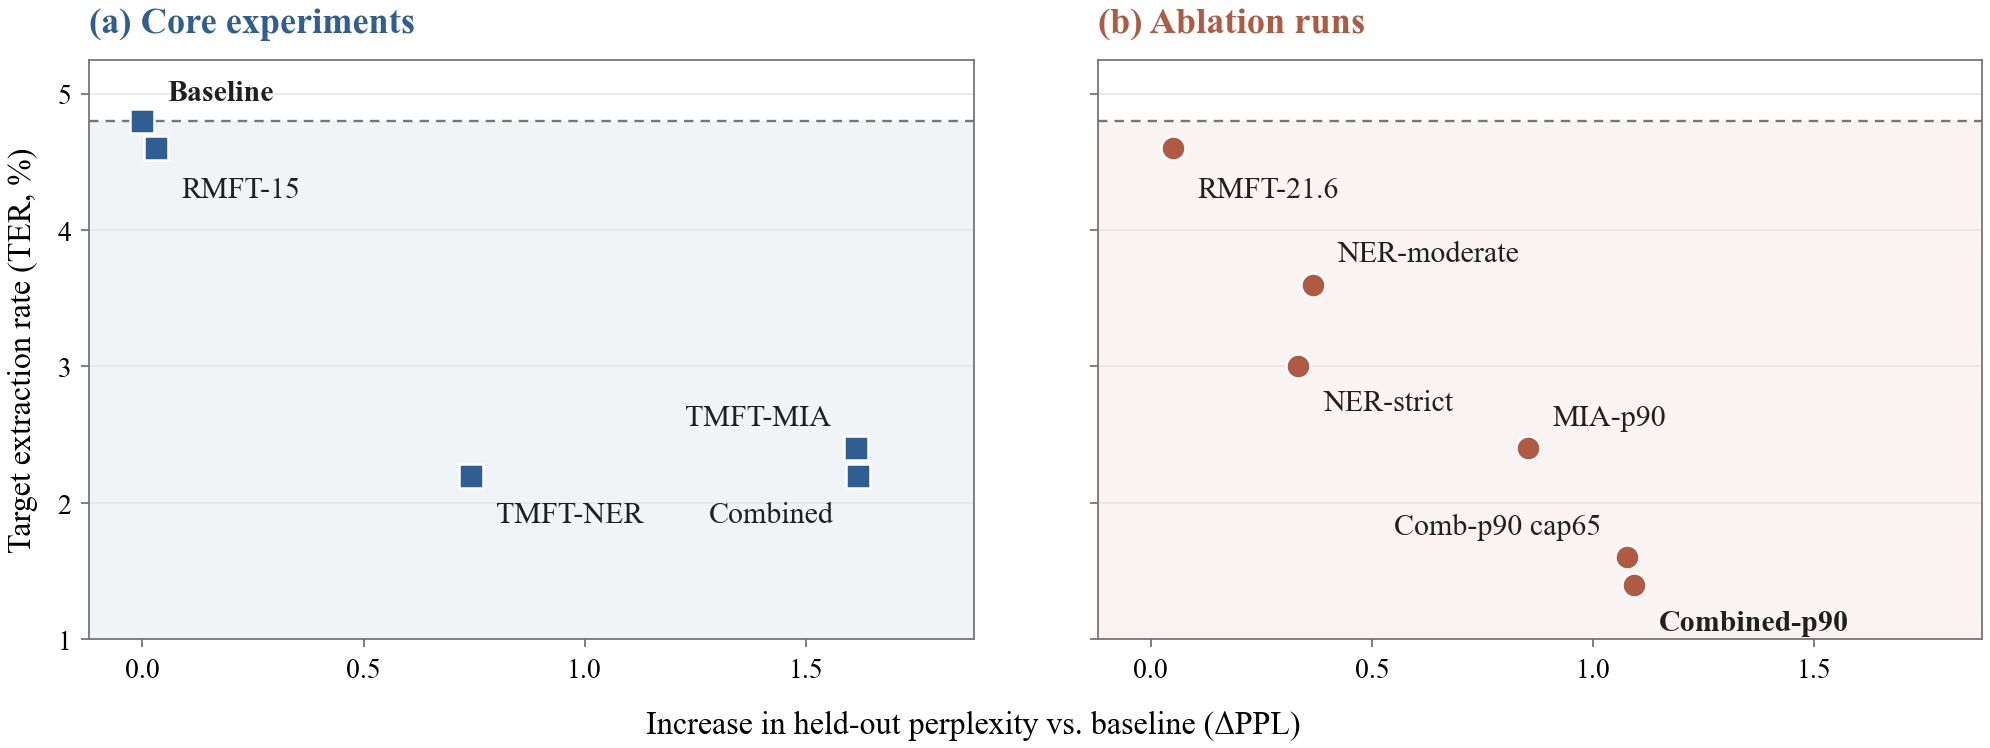 (a) Core experiments
(b) Ablation runs
Target extraction rate (TER, %)
5
4
3
2
1
Baseline
RMFT-15
TMFT-MIA
TMFT-NER
Combined
0.0
0.5
1.0
1.5
RMFT-21.6
NER-moderate
NER-strict
MIA-p90
Comb-p90 cap65
Combined-p90
0.0
0.5
1.0
1.5
Increase in held-out perplexity vs. baseline (ΔPPL)